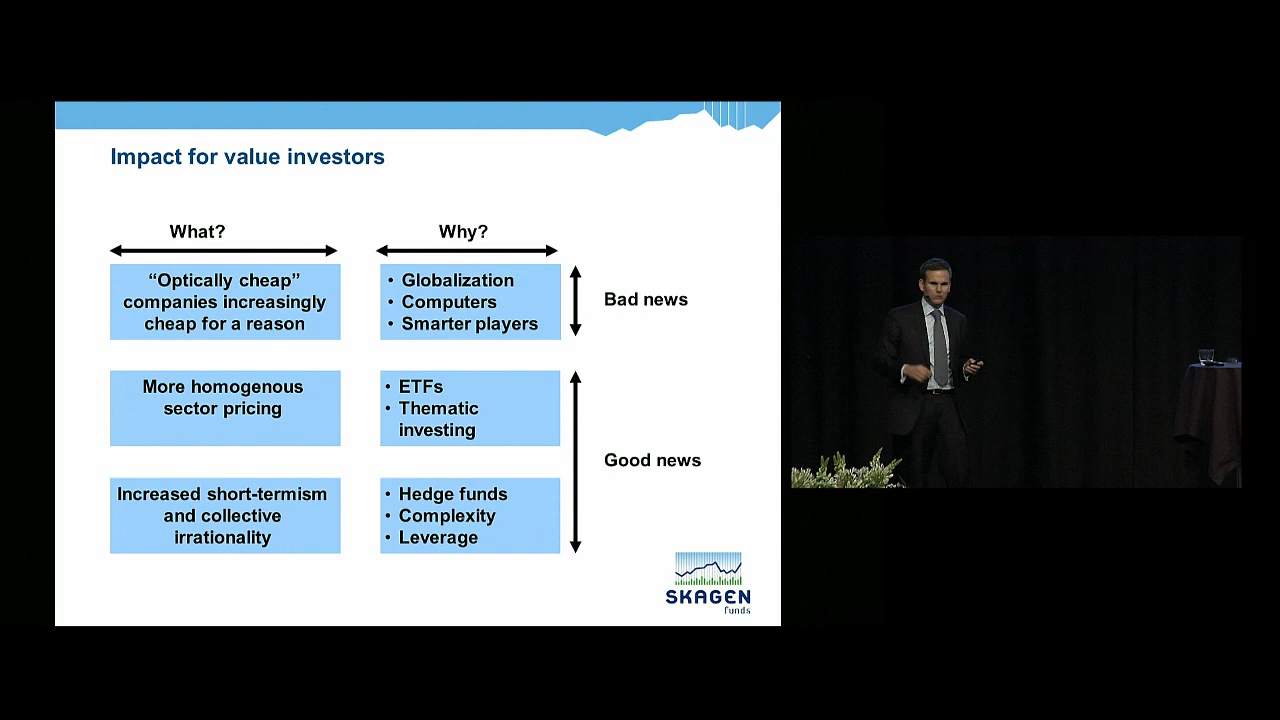 Impact for value investors
What?
Why?
“Optically cheap”
companies increasingly
cheap for a reason
• Globalization
• Computers
• Smarter players
Bad news
More homogenous
sector pricing
• ETFs
• Thematic
investing
Good news
Increased short-termism
and collective
irrationality
• Hedge funds
• Complexity
• Leverage
SKAGEN
funds